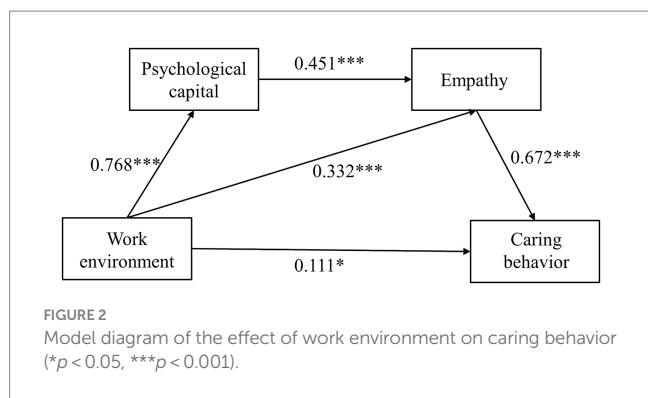 Psychological
capital
0.451***
Empathy
0.768***
0.332***
0.672***
Work
environment
0.111*
Caring
behavior
FIGURE 2
Model diagram of the effect of work environment on caring behavior
(*p < 0.05, ***p < 0.001).